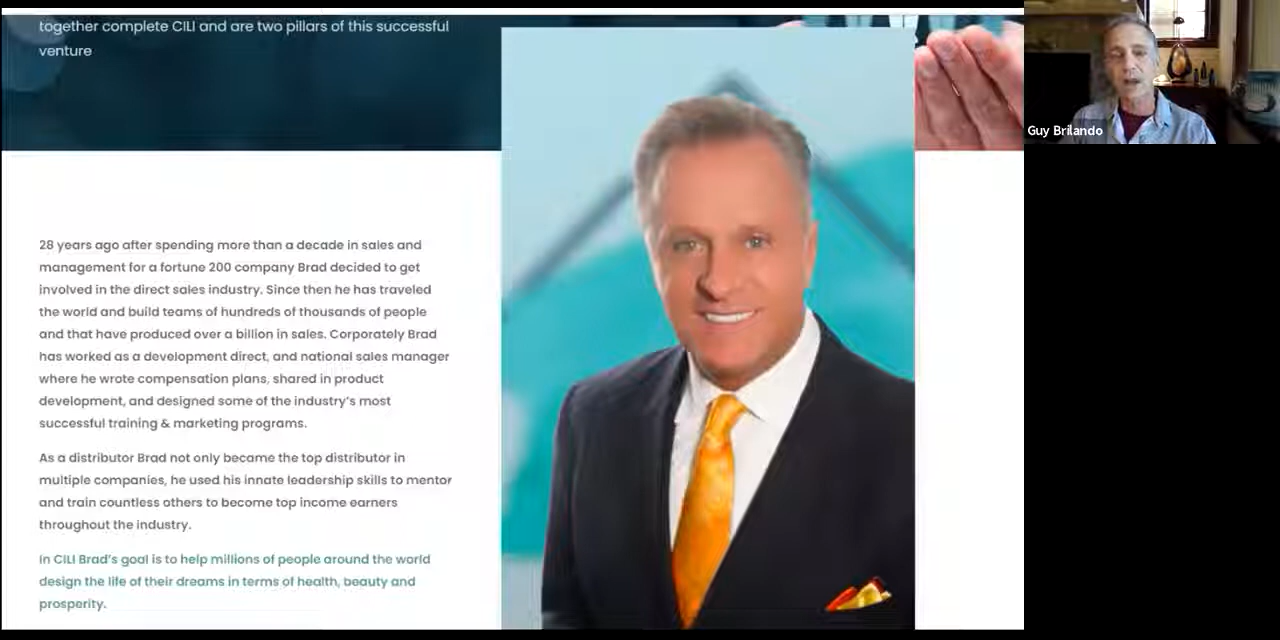 together complete CILI and are two pillars of this successful
venture
Guy Brilando
28 years ago after spending more than a decade in sales and
management for a fortune 200 company Brad decided to get
involved in the direct sales industry. Since then he has traveled
the world and build teams of hundreds of thousands of people
and that have produced over a billion in sales. Corporately Brad
has worked as a development direct, and national sales manager
where he wrote compensation plans, shared in product
development, and designed some of the industry's most
successful training & marketing programs.
As a distributor Brad not only became the top distributor in
multiple companies, he used his innate leadership skills to mentor
and train countless others to become top income earners
throughout the industry.
In CILI Brad's goal is to help millions of people around the world
design the life of their dreams in terms of health, beauty and
prosperity.